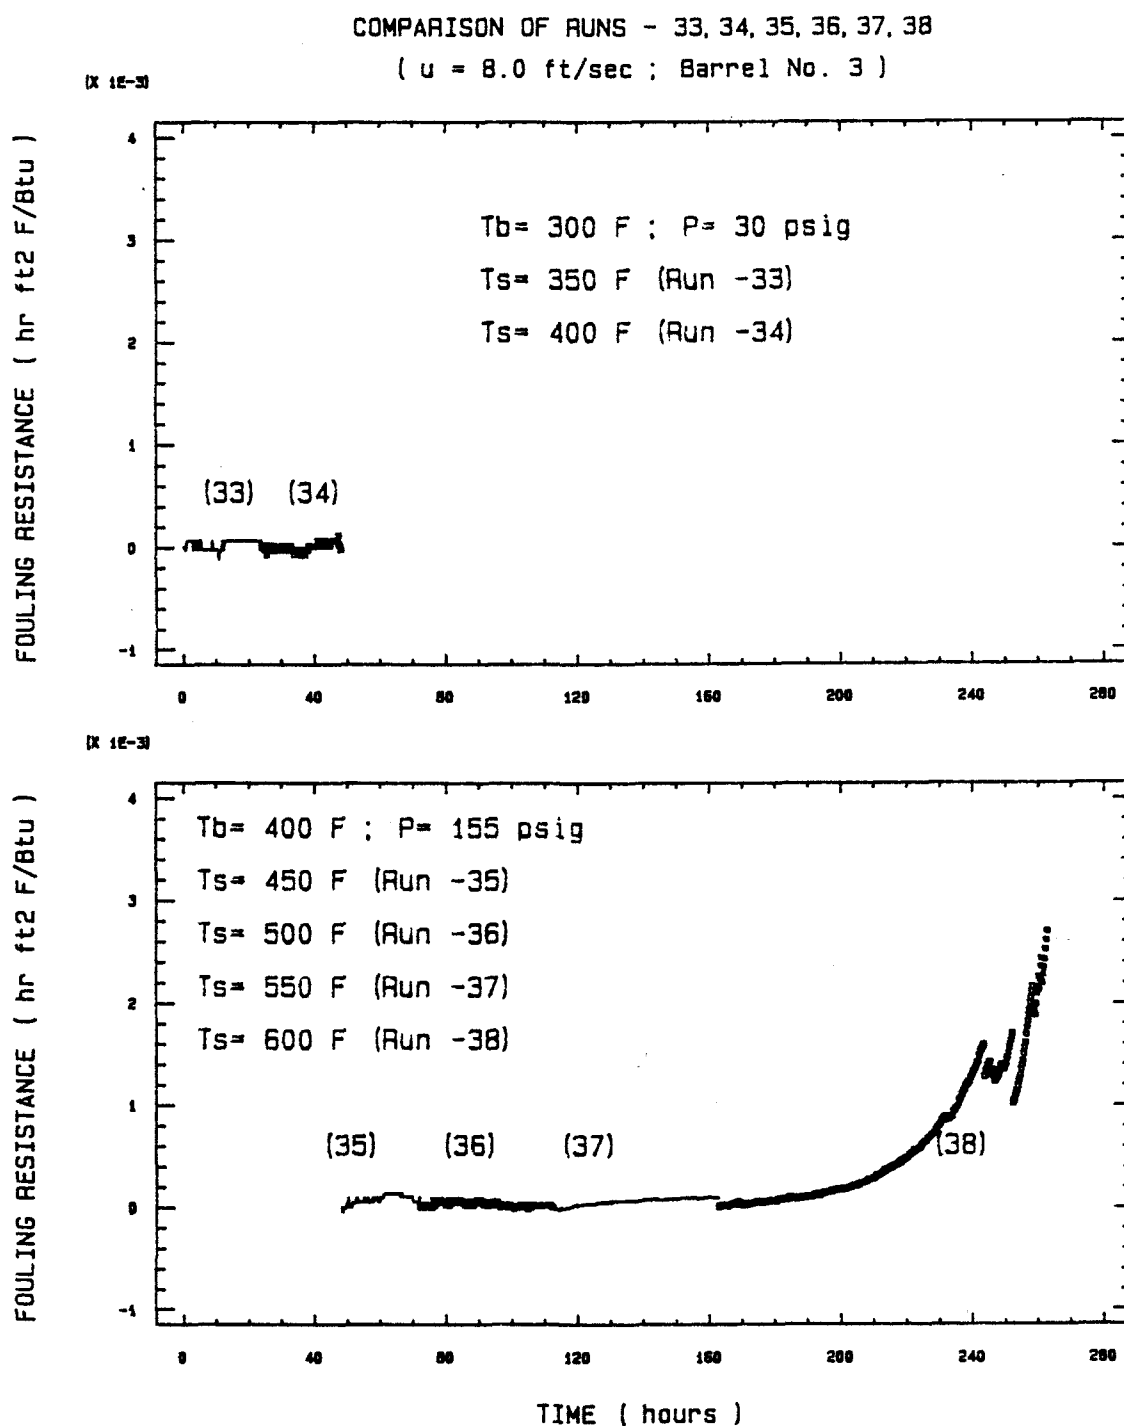 COMPARISON OF RUNS - 33, 34, 35, 36, 37, 38
( u = 8.0 ft/sec ; Barrel No. 3 )
(X 1E-3)
FOULING RESISTANCE ( hr ft2 F/Btu )
4
3
2
1
0
-1
Tb= 300 F ; P= 30 psig
Ts= 350 F (Run -33)
Ts= 400 F (Run -34)
(33) (34)
0 40 80 120 160 200 240 280
(X 1E-3)
FOULING RESISTANCE ( hr ft2 F/Btu )
4
3
2
1
0
-1
Tb= 400 F ; P= 155 psig
Ts= 450 F (Run -35)
Ts= 500 F (Run -36)
Ts= 550 F (Run -37)
Ts= 600 F (Run -38)
(35) (36) (37) (38)
0 40 80 120 160 200 240 280
TIME ( hours )